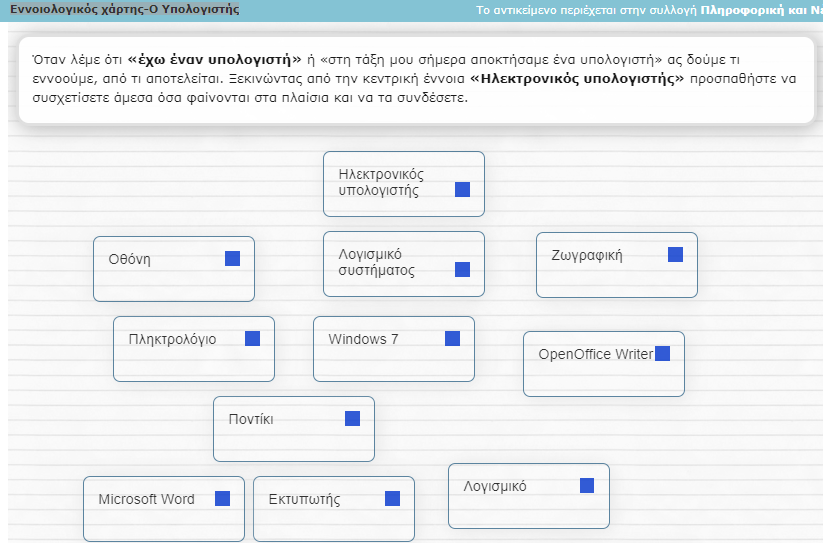 Εννοιολογικός χάρτης-Ο Υπολογιστής
Το αντικείμενο περιέχεται στην συλλογή Πληροφορική και
Όταν λέμε ότι «έχω έναν υπολογιστή» ή «στη τάξη μου σήμερα αποκτήσαμε ένα υπολογιστή» ας δούμε τι
εννοούμε, από τι αποτελείται. Ξεκινώντας από την κεντρική έννοια «Ηλεκτρονικός υπολογιστής» προσπαθήστε να
συσχετίσετε άμεσα όσα φαίνονται στα πλαίσια και να τα συνδέσετε.
Ηλεκτρονικός
υπολογιστής
Οθόνη
Λογισμικό
συστήματος
Ζωγραφική
Πληκτρολόγιο
Windows 7
OpenOffice Writer
Ποντίκι
Microsoft Word
Εκτυπωτής
Λογισμικό